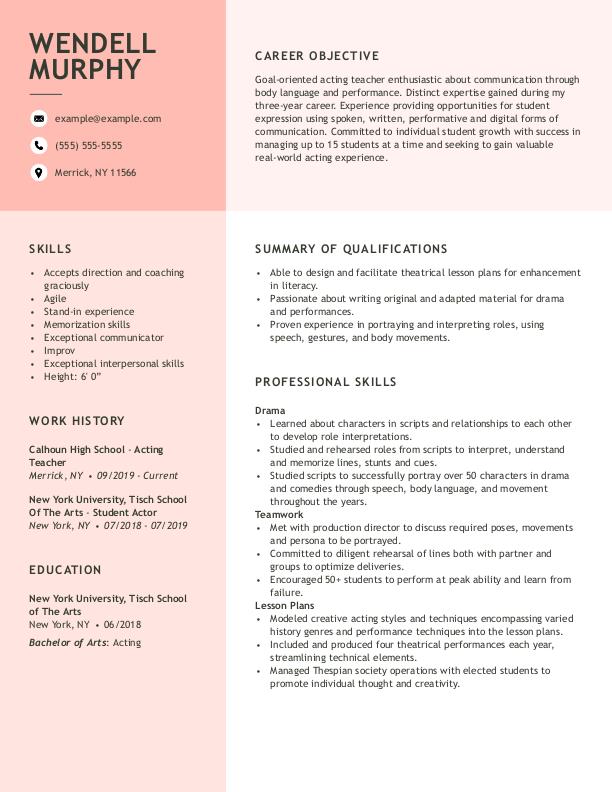 WENDELL
MURPHY
example@example.com
(555) 555-5555
Merrick, NY 11566
CAREER OBJECTIVE
Goal-oriented acting teacher enthusiastic about communication through
body language and performance. Distinct expertise gained during my
three-year career. Experience providing opportunities for student
expression using spoken, written, performative and digital forms of
communication. Committed to individual student growth with success in
managing up to 15 students at a time and seeking to gain valuable
real-world acting experience.
SKILLS
• Accepts direction and coaching
graciously
• Agile
• Stand-in experience
• Memorization skills
• Exceptional communicator
• Improv
• Exceptional interpersonal skills
• Height: 6' 0”
WORK HISTORY
Calhoun High School - Acting
Teacher
Merrick, NY • 09/2019 - Current
New York University, Tisch School
Of The Arts - Student Actor
New York, NY • 07/2018 - 07/2019
EDUCATION
New York University, Tisch School
of The Arts
New York, NY • 06/2018
Bachelor of Arts: Acting
SUMMARY OF QUALIFICATIONS
• Able to design and facilitate theatrical lesson plans for enhancement
in literacy.
• Passionate about writing original and adapted material for drama
and performances.
• Proven experience in portraying and interpreting roles, using
speech, gestures, and body movements.
PROFESSIONAL SKILLS
Drama
• Learned about characters in scripts and relationships to each other
to develop role interpretations.
• Studied and rehearsed roles from scripts to interpret, understand
and memorize lines, stunts and cues.
• Studied scripts to successfully portray over 50 characters in drama
and comedies through speech, body language, and movement
throughout the years.
Teamwork
• Met with production director to discuss required poses, movements
and persona to be portrayed.
• Committed to diligent rehearsal of lines both with partner and
groups to optimize deliveries.
• Encouraged 50+ students to perform at peak ability and learn from
failure.
Lesson Plans
• Modeled creative acting styles and techniques encompassing varied
history genres and performance techniques into the lesson plans.
• Included and produced four theatrical performances each year,
streamlining technical elements.
• Managed Thespian society operations with elected students to
promote individual thought and creativity.